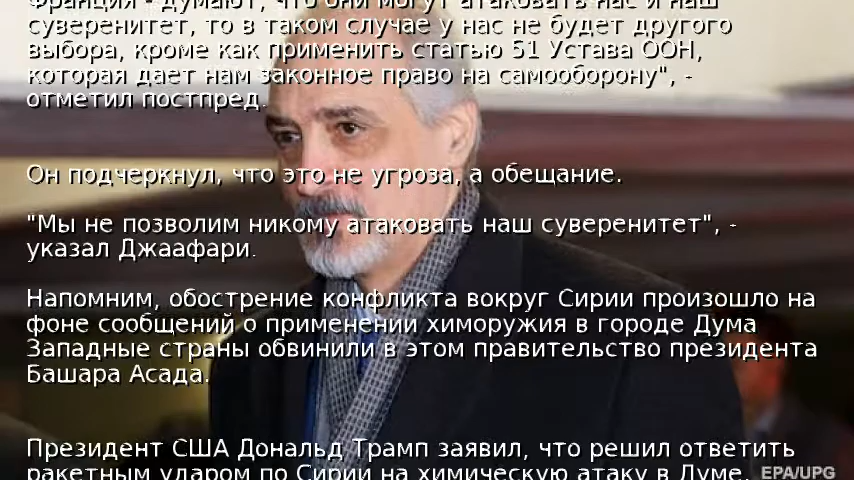 Франция - думают, что они могут атаковать нас и наш
суверенитет, то в таком случае у нас не будет другого
выбора, кроме как применить статью 51 Устава ООН,
которая дает нам законное право на самооборону", -
отметил постпред.
Он подчеркнул, что это не угроза, а обещание.
"Мы не позволим никому атаковать наш суверенитет", -
указал Джаафари.
Напомним, обострение конфликта вокруг Сирии произошло на
фоне сообщений о применении химоружия в городе Дума
Западные страны обвинили в этом правительство президента
Башара Асада.
Президент США Дональд Трамп заявил, что решил ответить
ракетным ударом по Сирии на химическую атаку в Думе.
EPA/UPG